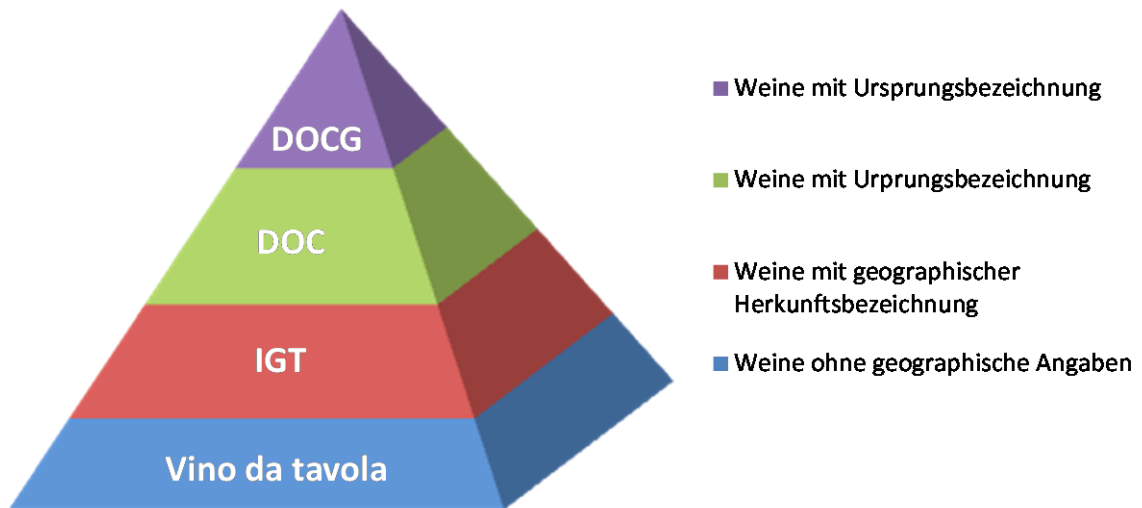 DOCG
DOC
IGT
Vino da tavola
Weine mit Ursprungsbezeichnung
Weine mit Urprungsbezeichnung
Weine mit geographischer
Herkunftsbezeichnung
Weine ohne geographische Angaben